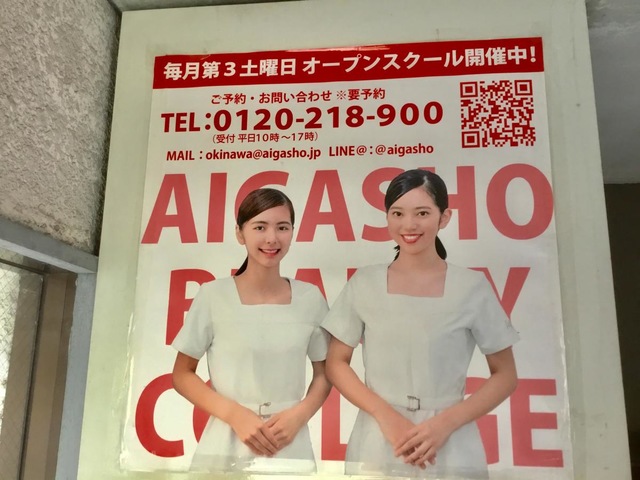 毎月第3土曜日 オープンスクール開催中!
ご予約・お問い合わせ ※要予約
TEL:0120-218-900
(受付 平日10時〜17時)
MAIL:okinawa@aigasho.jp LINE@:@aigasho
AIGASHO
BEAUTY
COLLEGE